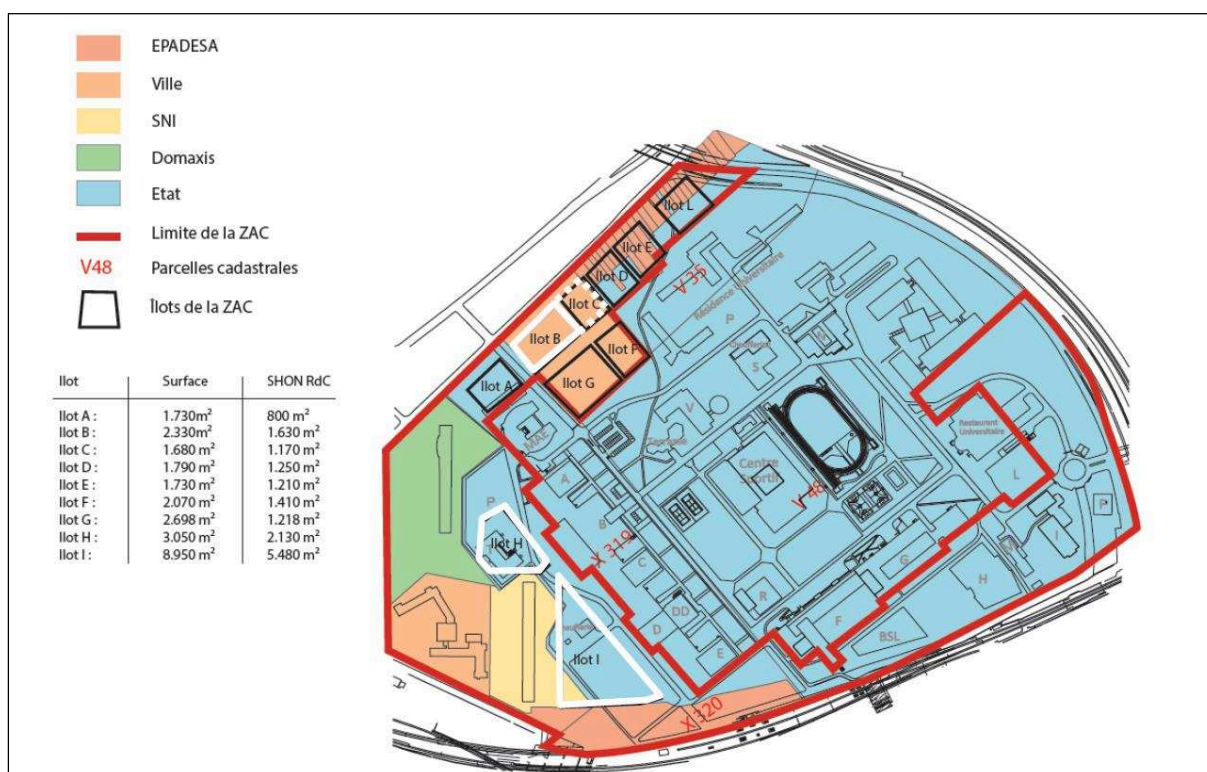 EPADESA
Ville
SNI
Domaxis
Etat
Limite de la ZAC
V48 Parcelles cadastrales
Îlots de la ZAC
Ilot Surface SHON RdC
Ilot A : 1.730m² 800 m²
Ilot B : 2.330m² 1.630 m²
Ilot C : 1.680 m² 1.170 m²
Ilot D : 1.790 m² 1.250 m²
Ilot E : 1.730 m² 1.210 m²
Ilot F : 2.070 m² 1.410 m²
Ilot G : 2.698 m² 1.218 m²
Ilot H : 3.050 m² 2.130 m²
Ilot I : 8.950 m² 5.480 m²
Ilot L
Ilot E
Ilot D
V 35
Résidence Universitaire
Ilot C
P
Ilot B
Ilot F
Chaufferie
N
S
Ilot G
Ilot A
V
MAE
Restaurant
Universitaire
Centre
Sportif
A
L
P
V 48
P
B
Ilot H
X 319
I
C
G
H
R
DD
F
D
BSL
Ilot I
E
X 320